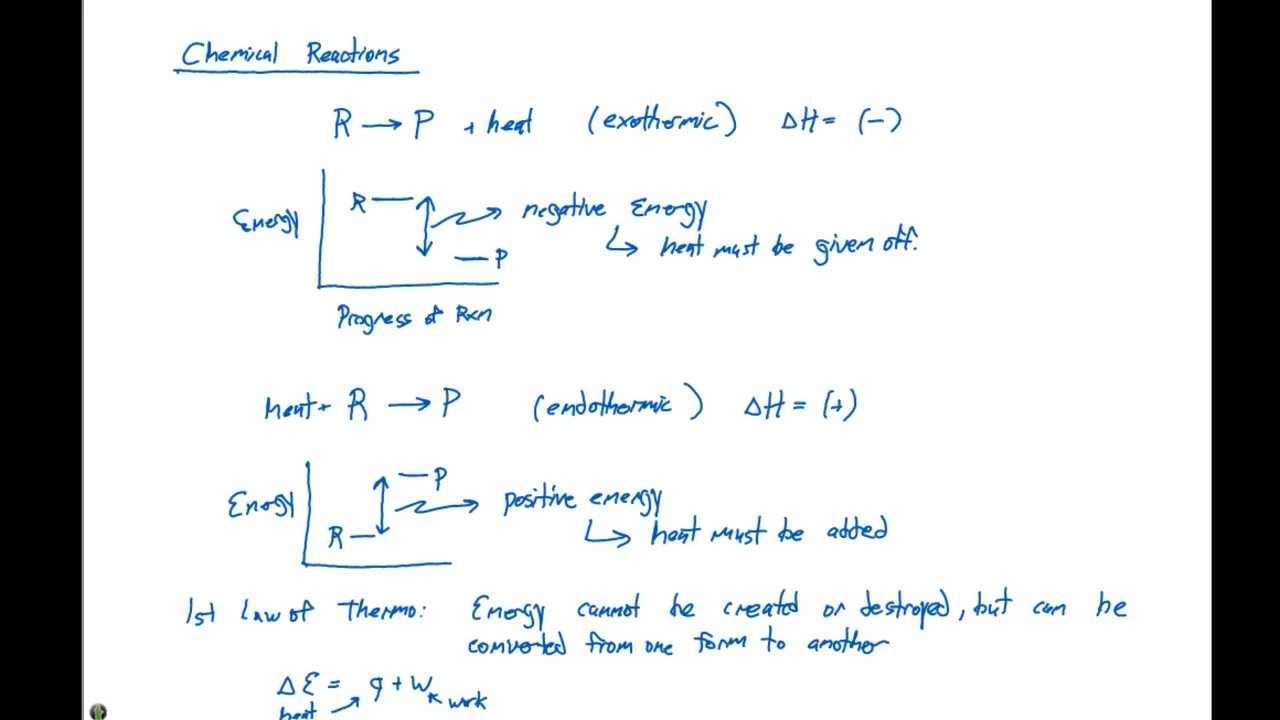 Chemical Reactions
R → P + heat (exothermic) ΔH = (-)
Energy
R
P
negative Energy
↳ heat must be given off.
Progress of Rxn
heat + R → P (endothermic) ΔH = (+)
Energy
P
R
positive energy
↳ heat must be added
1st Law of Thermo: Energy cannot be created or destroyed, but can be
converted from one form to another
ΔE = q + w
work
heat